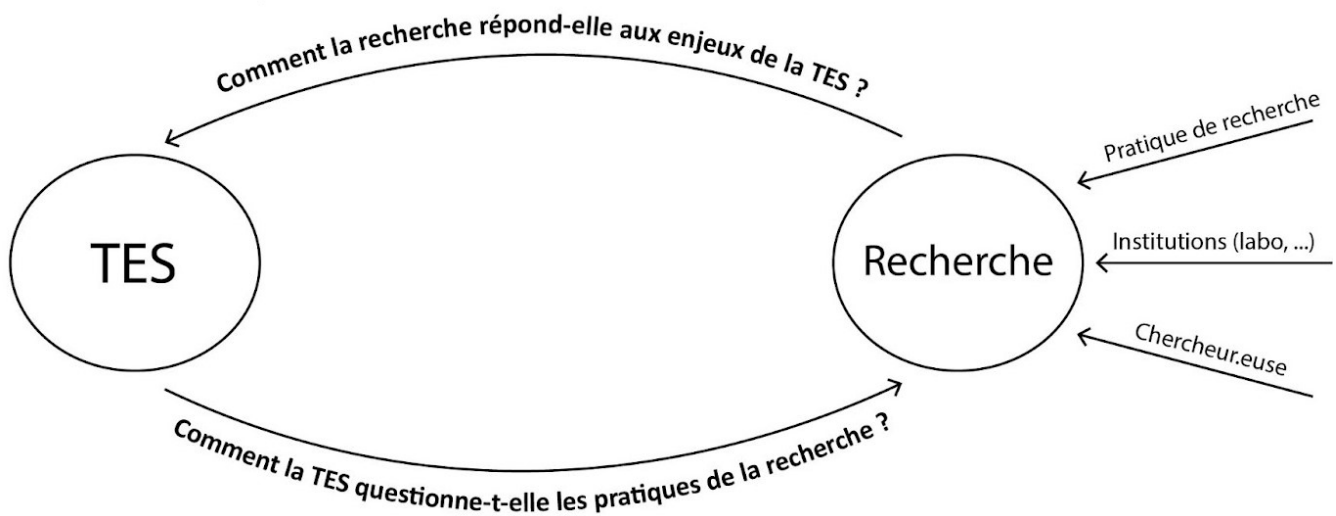 Comment la recherche répond-elle aux enjeux de la TES ?
Pratique de recherche
TES
Recherche
Institutions (labo, ...)
Chercheur.euse
Comment la TES questionne-t-elle les pratiques de la recherche ?